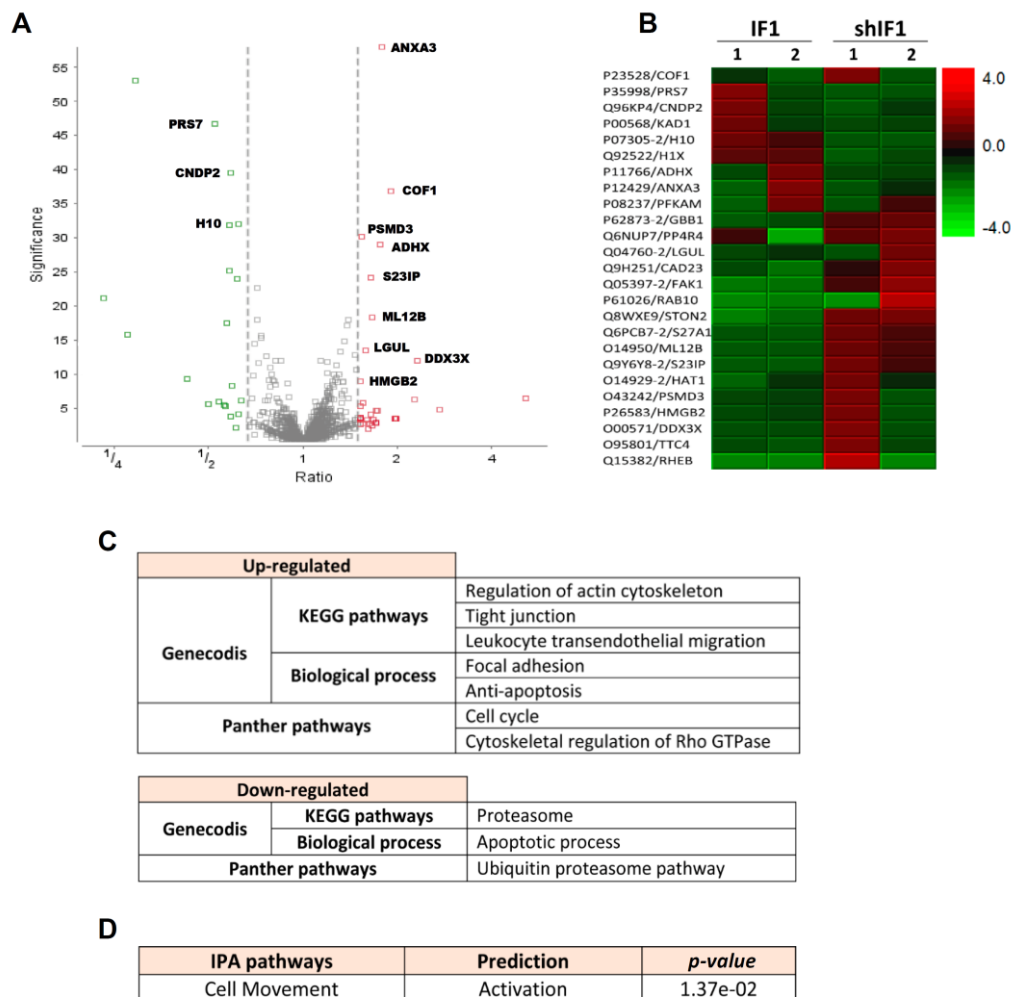 A
ANXA3
PRS7
CNDP2
COF1
H10
PSMD3
ADHX
S23IP
ML12B
LGUL
DDX3X
HMGB2
Significance
55
50
45
40
35
30
25
20
15
10
5
1/4
1/2
1
2
4
Ratio
B
IF1 shIF1
1 2 1 2
P23528/COF1
P35998/PRS7
Q96KP4/CNDP2
P00568/KAD1
P07305-2/H10
Q92522/H1X
P11766/ADHX
P12429/ANXA3
P08237/PFKAM
P62873-2/GBB1
Q6NUP7/PP4R4
Q04760-2/LGUL
Q9H251/CAD23
Q05397-2/FAK1
P61026/RAB10
Q8WXE9/STON2
Q6PCB7-2/S27A1
O14950/ML12B
Q9Y6Y8-2/S23IP
O14929-2/HAT1
O43242/PSMD3
P26583/HMGB2
O00571/DDX3X
O95801/TTC4
Q15382/RHEB
4.0
0.0
-4.0
C
Up-regulated
Genecodis
KEGG pathways
Regulation of actin cytoskeleton
Tight junction
Leukocyte transendothelial migration
Biological process
Focal adhesion
Anti-apoptosis
Panther pathways
Cell cycle
Cytoskeletal regulation of Rho GTPase
Down-regulated
Genecodis
KEGG pathways
Proteasome
Biological process
Apoptotic process
Panther pathways
Ubiquitin proteasome pathway
D
IPA pathways Prediction p-value
Cell Movement Activation 1.37e-02